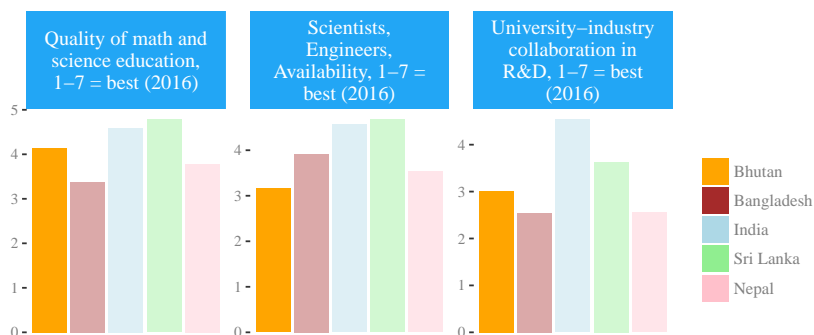 Quality of math and
science education,
1−7 = best (2016)
Scientists,
Engineers,
Availability, 1−7 =
best (2016)
University−industry
collaboration in
R&D, 1−7 = best
(2016)
5
4
3
2
1
0
4
3
2
1
0
4
3
2
1
0
Bhutan
Bangladesh
India
Sri Lanka
Nepal